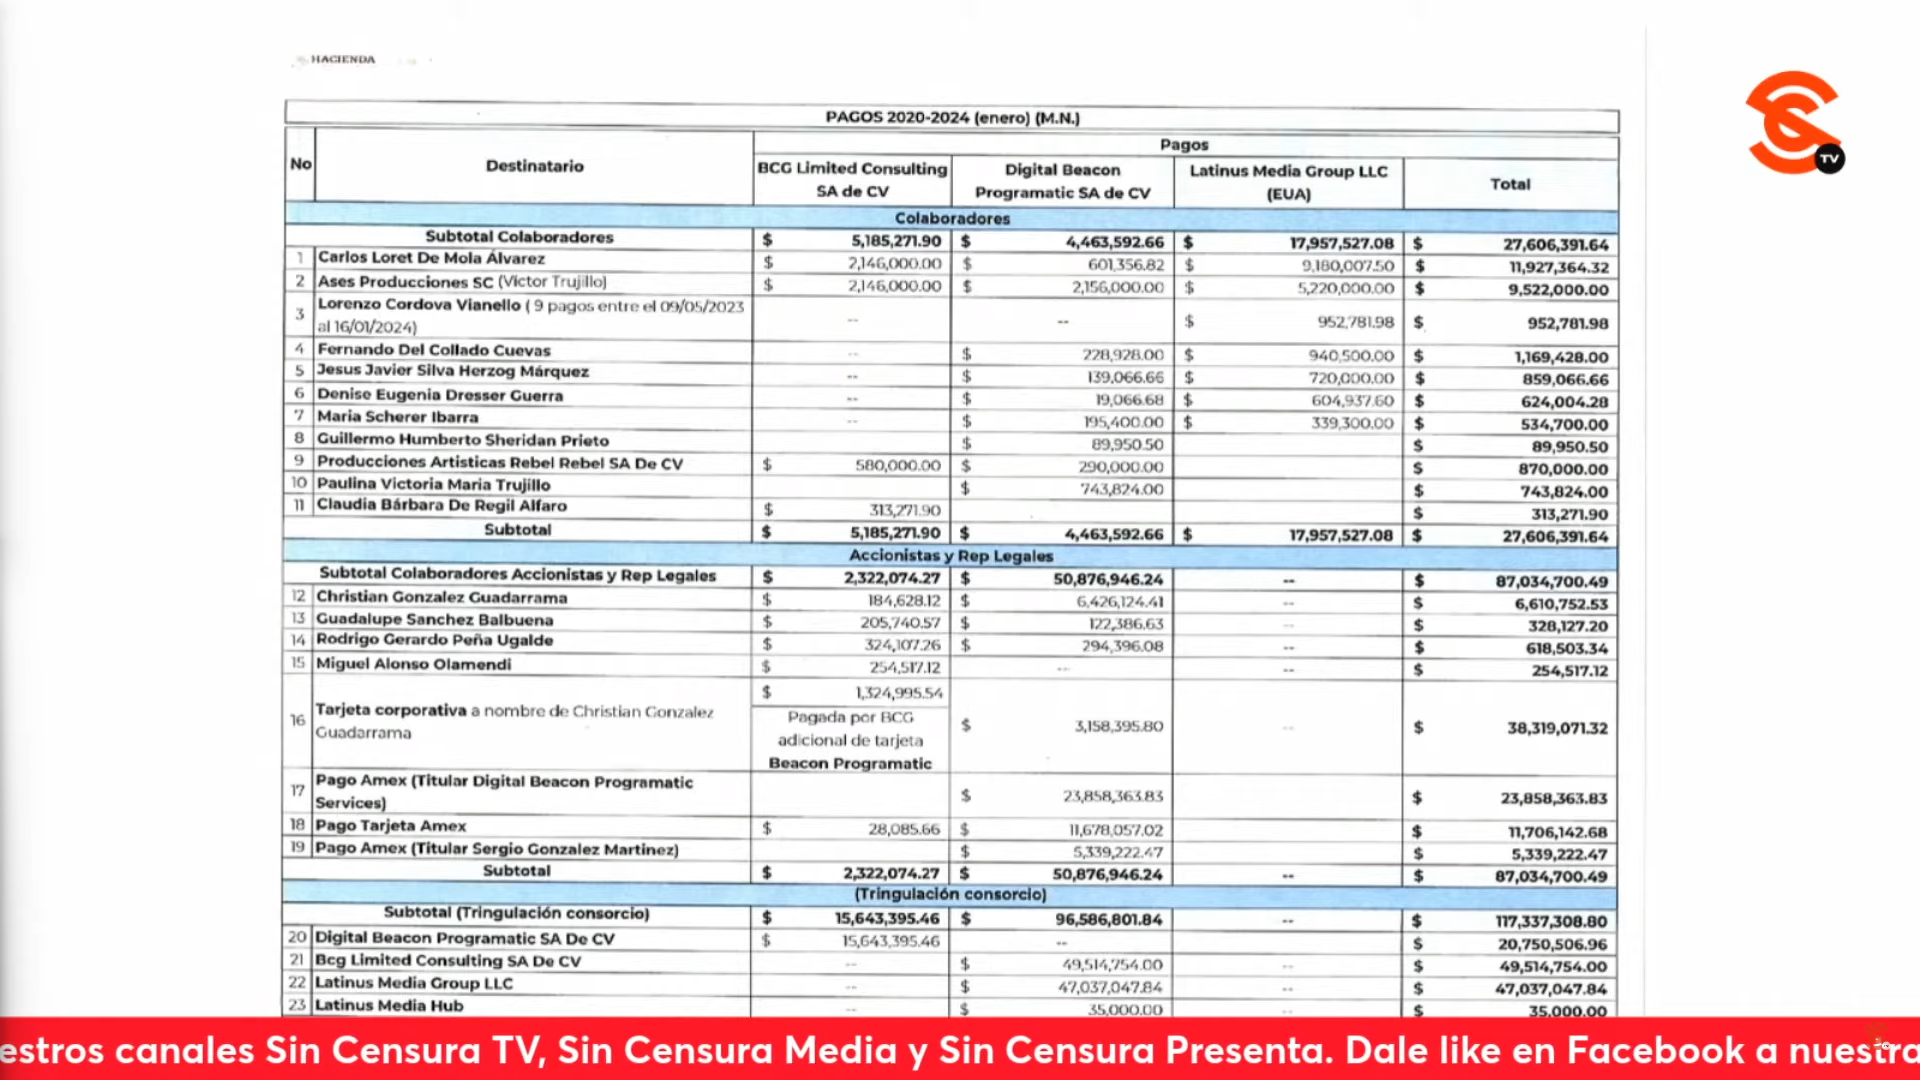 HACIENDA
TV
PAGOS 2020-2024 (enero) (M.N.)
No Destinatario Pagos
BCG Limited Consulting SA de CV Digital Beacon Programatic SA de CV Latinus Media Group LLC (EUA) Total
Colaboradores
Subtotal Colaboradores $ 5,185,271.90 $ 4,463,592.66 $ 17,957,527.08 $ 27,606,391.64
1 Carlos Loret De Mola Álvarez $ 2,146,000.00 $ 601,356.82 $ 9,180,007.50 $ 11,927,364.32
2 Ases Producciones SC (Victor Trujillo) $ 2,146,000.00 $ 2,156,000.00 $ 5,220,000.00 $ 9,522,000.00
3 Lorenzo Cordova Vianello ( 9 pagos entre el 09/05/2023 al 16/01/2024) -- -- $ 952,781.98 $ 952,781.98
4 Fernando Del Collado Cuevas -- $ 228,928.00 $ 940,500.00 $ 1,169,428.00
5 Jesus Javier Silva Herzog Márquez -- $ 139,066.66 $ 720,000.00 $ 859,066.66
6 Denise Eugenia Dresser Guerra -- $ 19,066.68 $ 604,937.60 $ 624,004.28
7 Maria Scherer Ibarra -- $ 195,400.00 $ 339,300.00 $ 534,700.00
8 Guillermo Humberto Sheridan Prieto $ 89,950.50 $ 89,950.50
9 Producciones Artisticas Rebel Rebel SA De CV $ 580,000.00 $ 290,000.00 $ 870,000.00
10 Paulina Victoria Maria Trujillo $ 743,824.00 $ 743,824.00
11 Claudia Bárbara De Regil Alfaro $ 313,271.90 $ 313,271.90
Subtotal $ 5,185,271.90 $ 4,463,592.66 $ 17,957,527.08 $ 27,606,391.64
Accionistas y Rep Legales
Subtotal Colaboradores Accionistas y Rep Legales $ 2,322,074.27 $ 50,876,946.24 -- $ 87,034,700.49
12 Christian Gonzalez Guadarrama $ 184,628.12 $ 6,426,124.41 -- $ 6,610,752.53
13 Guadalupe Sanchez Balbuena $ 205,740.57 $ 122,386.63 -- $ 328,127.20
14 Rodrigo Gerardo Peña Ugalde $ 324,107.26 $ 294,396.08 -- $ 618,503.34
15 Miguel Alonso Olamendi $ 254,517.12 -- -- $ 254,517.12
16 Tarjeta corporativa a nombre de Christian Gonzalez Guadarrama $ 1,324,995.54 Pagada por BCG adicional de tarjeta Beacon Programatic $ 3,158,395.80 -- $ 38,319,071.32
17 Pago Amex (Titular Digital Beacon Programatic Services) $ 23,858,363.83 $ 23,858,363.83
18 Pago Tarjeta Amex $ 28,085.66 $ 11,678,057.02 $ 11,706,142.68
19 Pago Amex (Titular Sergio Gonzalez Martinez) $ 5,339,222.47 $ 5,339,222.47
Subtotal $ 2,322,074.27 $ 50,876,946.24 -- $ 87,034,700.49
(Tringulación consorcio)
Subtotal (Tringulación consorcio) $ 15,643,395.46 $ 96,586,801.84 -- $ 117,337,308.80
20 Digital Beacon Programatic SA De CV $ 15,643,395.46 -- $ 20,750,506.96
21 Bcg Limited Consulting SA De CV -- $ 49,514,754.00 -- $ 49,514,754.00
22 Latinus Media Group LLC -- $ 47,037,047.84 -- $ 47,037,047.84
23 Latinus Media Hub -- $ 35,000.00 -- $ 35,000.00
estros canales Sin Censura TV, Sin Censura Media y Sin Censura Presenta. Dale like en Facebook a nuestra